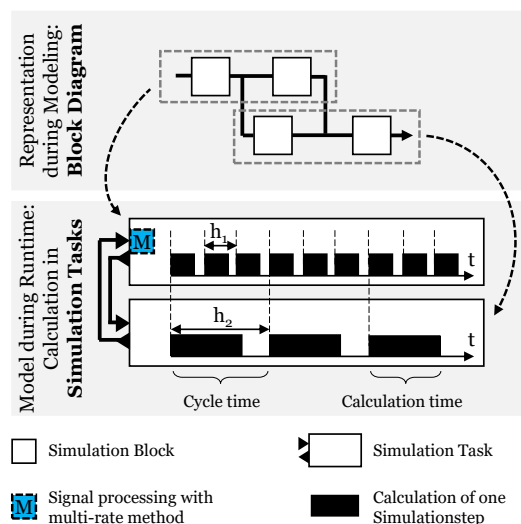 Representation
during Modeling:
Block Diagram
Model during Runtime:
Calculation in
Simulation Tasks
M
h1
t
h2
t
Cycle time
Calculation time
Simulation Block
Simulation Task
M
Signal processing with
multi-rate method
Calculation of one
Simulationstep